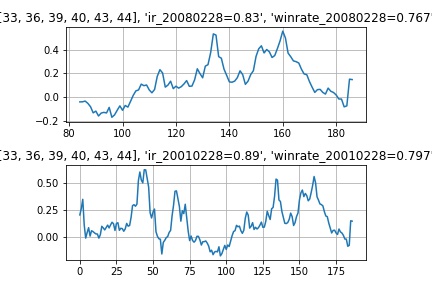 [33, 36, 39, 40, 43, 44], 'ir_20080228=0.83', 'winrate_20080228=0.767'
0.4
0.2
0.0
−0.2
80 100 120 140 160 180
[33, 36, 39, 40, 43, 44], 'ir_20010228=0.89', 'winrate_20010228=0.797'
0.50
0.25
0.00
0 25 50 75 100 125 150 175